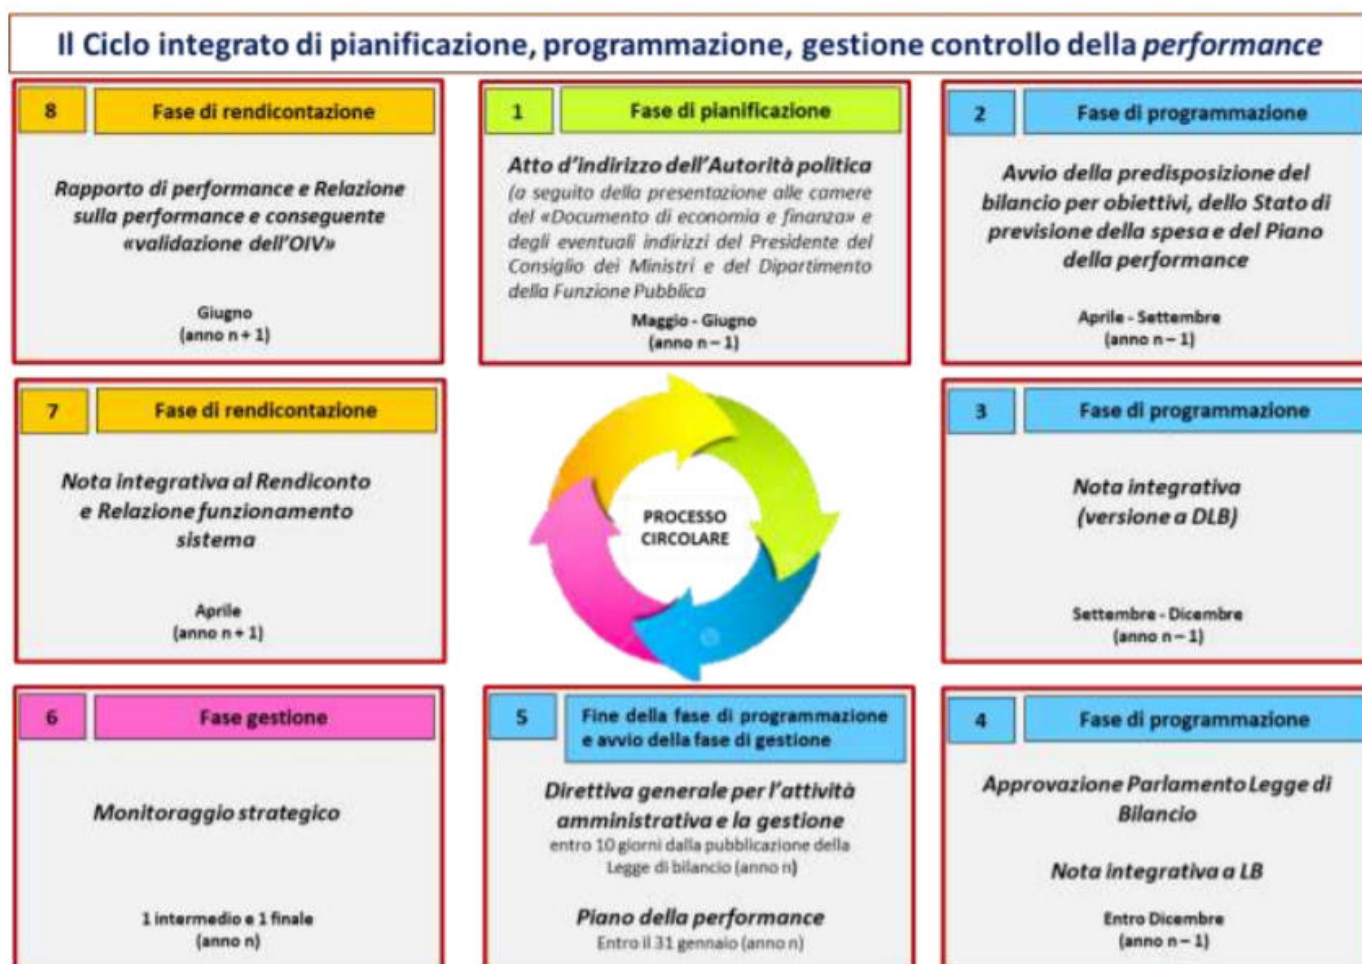 Il Ciclo integrato di pianificazione, programmazione, gestione controllo della performance
8
Fase di rendicontazione
Rapporto di performance e Relazione
sulla performance e conseguente
«validazione dell'OIV»
Giugno
(anno n + 1)
1
Fase di pianificazione
Atto d'indirizzo dell'Autorità politica
(a seguito della presentazione alle camere
del «Documento di economia e finanza» e
degli eventuali indirizzi del Presidente del
Consiglio dei Ministri e del Dipartimento
della Funzione Pubblica
Maggio - Giugno
(anno n – 1)
2
Fase di programmazione
Avvio della predisposizione del
bilancio per obiettivi, dello Stato di
previsione della spesa e del Piano
della performance
Aprile - Settembre
(anno n – 1)
7
Fase di rendicontazione
Nota integrativa al Rendiconto
e Relazione funzionamento
sistema
Aprile
(anno n + 1)
PROCESSO
CIRCOLARE
3
Fase di programmazione
Nota integrativa
(versione a DLB)
Settembre - Dicembre
(anno n – 1)
6
Fase gestione
Monitoraggio strategico
1 intermedio e 1 finale
(anno n)
5
Fine della fase di programmazione
e avvio della fase di gestione
Direttiva generale per l'attività
amministrativa e la gestione
entro 10 giorni dalla pubblicazione della
Legge di bilancio (anno n)
Piano della performance
Entro il 31 gennaio (anno n)
4
Fase di programmazione
Approvazione Parlamento Legge di
Bilancio
Nota integrativa a LB
Entro Dicembre
(anno n – 1)